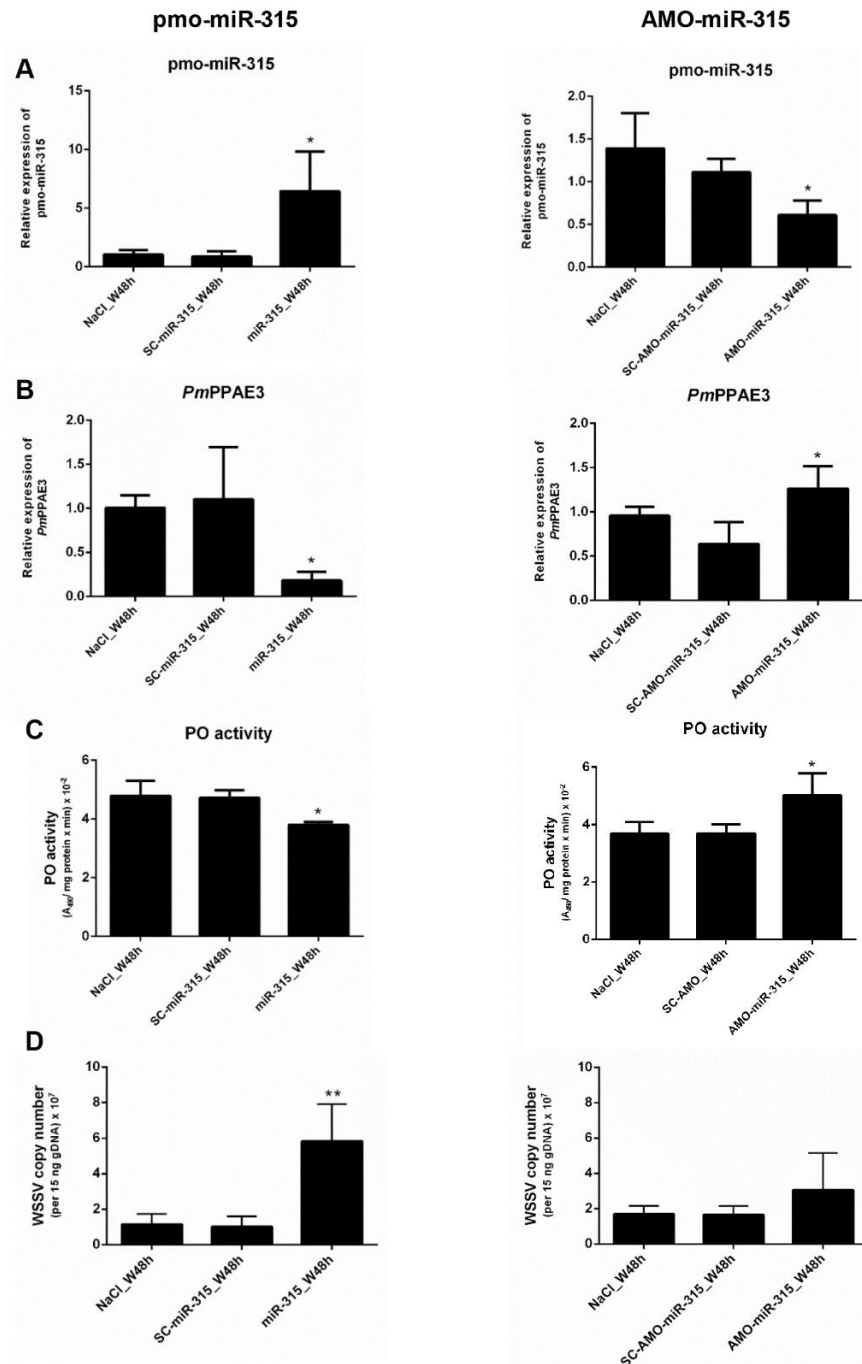 pmo-miR-315
AMO-miR-315
A
pmo-miR-315
Relative expression of
pmo-miR-315
15
10
5
0
*
NaCl_W48h
SC-miR-315_W48h
miR-315_W48h
pmo-miR-315
Relative expression of
pmo-miR-315
2.0
1.5
1.0
0.5
0.0
*
NaCl_W48h
SC-AMO-miR-315_W48h
AMO-miR-315_W48h
B
PmPPAE3
Relative expression of
PmPPAE3
2.0
1.5
1.0
0.5
0.0
*
NaCl_W48h
SC-miR-315_W48h
miR-315_W48h
PmPPAE3
Relative expression of
PmPPAE3
2.0
1.5
1.0
0.5
0.0
*
NaCl_W48h
SC-AMO-miR-315_W48h
AMO-miR-315_W48h
C
PO activity
PO activity
(A490/ mg protein x min) x 10-2
6
4
2
0
*
NaCl_W48h
SC-miR-315_W48h
miR-315_W48h
PO activity
PO activity
(A490/ mg protein x min) x 10-2
6
4
2
0
*
NaCl_W48h
SC-AMO_W48h
AMO-miR-315_W48h
D
WSSV copy number
(per 15 ng gDNA) x 107
10
8
6
4
2
0
**
NaCl_W48h
SC-miR-315_W48h
miR-315_W48h
WSSV copy number
(per 15 ng gDNA) x 107
10
8
6
4
2
0
NaCl_W48h
SC-AMO-miR-315_W48h
AMO-miR-315_W48h